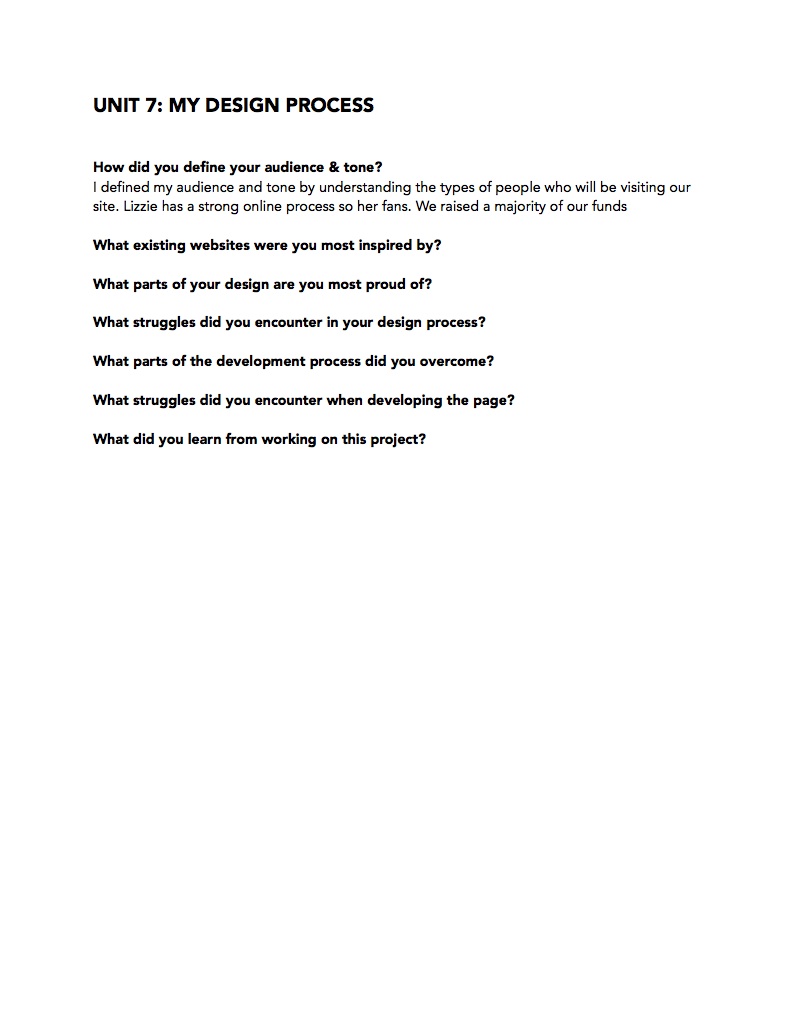 UNIT 7: MY DESIGN PROCESS
How did you define your audience & tone?
I defined my audience and tone by understanding the types of people who will be visiting our
site. Lizzie has a strong online process so her fans. We raised a majority of our funds
What existing websites were you most inspired by?
What parts of your design are you most proud of?
What struggles did you encounter in your design process?
What parts of the development process did you overcome?
What struggles did you encounter when developing the page?
What did you learn from working on this project?